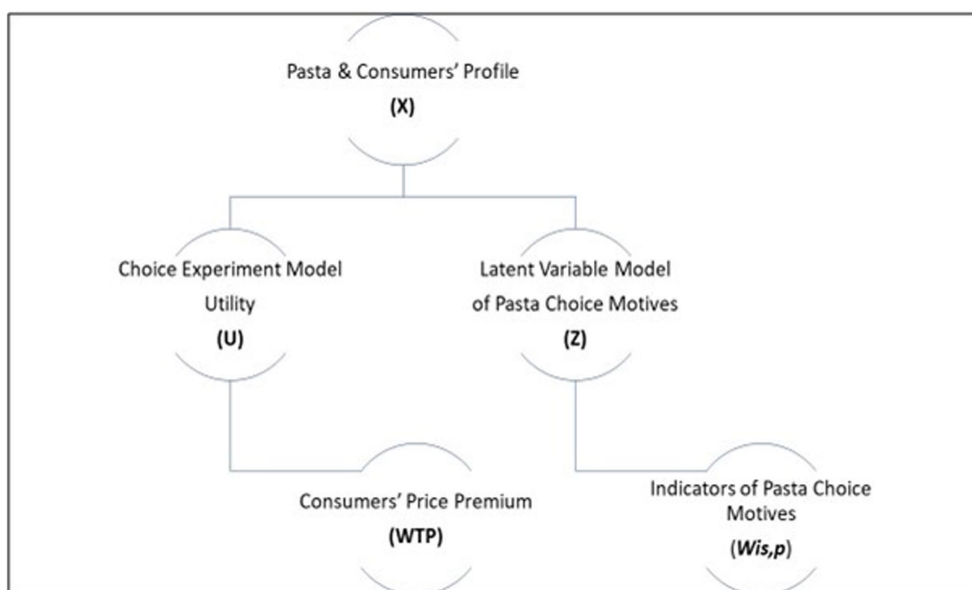 Pasta & Consumers' Profile
(X)
Choice Experiment Model
Utility
(U)
Latent Variable Model
of Pasta Choice Motives
(Z)
Consumers' Price Premium
(WTP)
Indicators of Pasta Choice
Motives
(Wis,p)